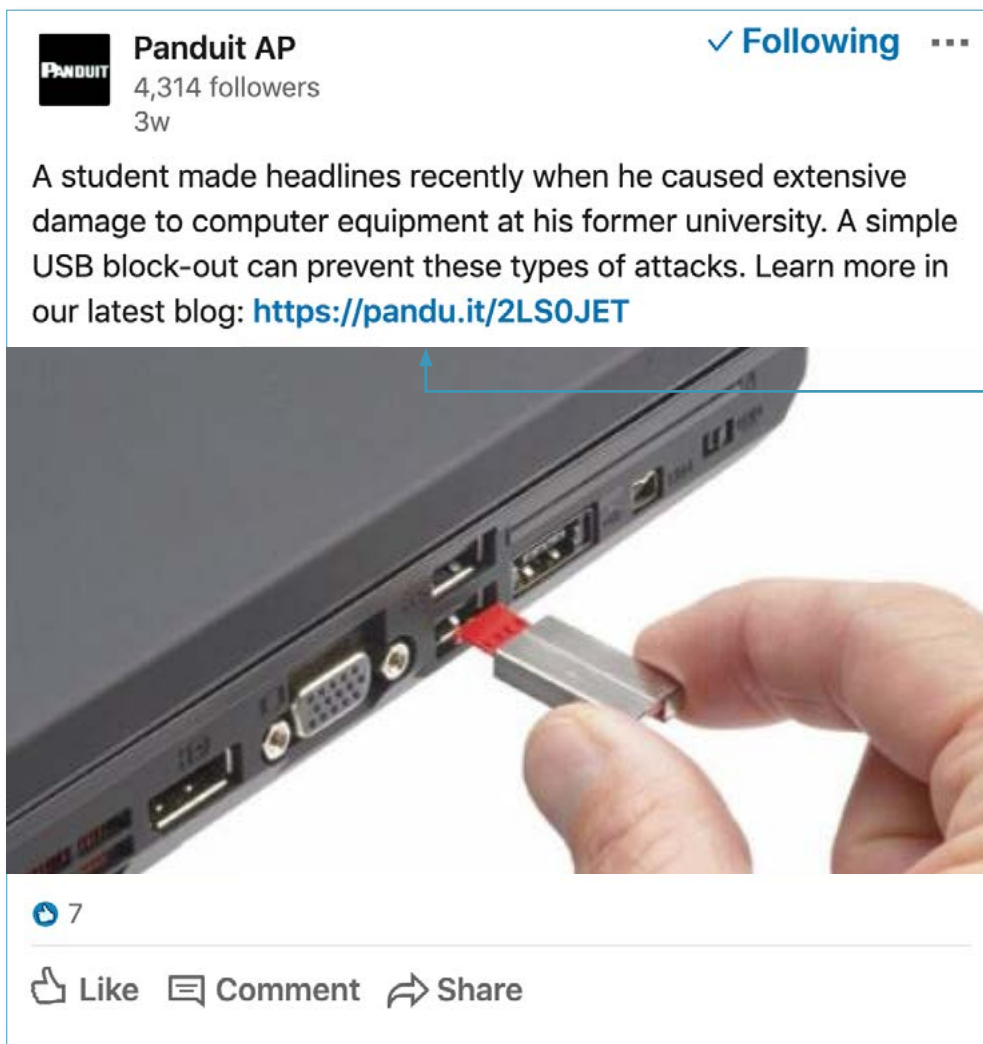 PANDUIT
Panduit AP
Following
4,314 followers
3w
A student made headlines recently when he caused extensive
damage to computer equipment at his former university. A simple
USB block-out can prevent these types of attacks. Learn more in
our latest blog: https://pandu.it/2LS0JET
7
Like Comment Share